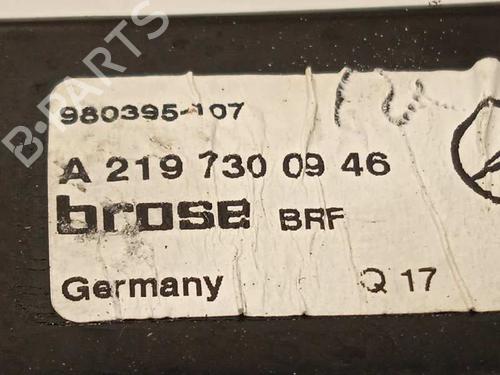 B-PARTS
980395-107
A 219 730 09 46
brose BRF
Germany Q 17